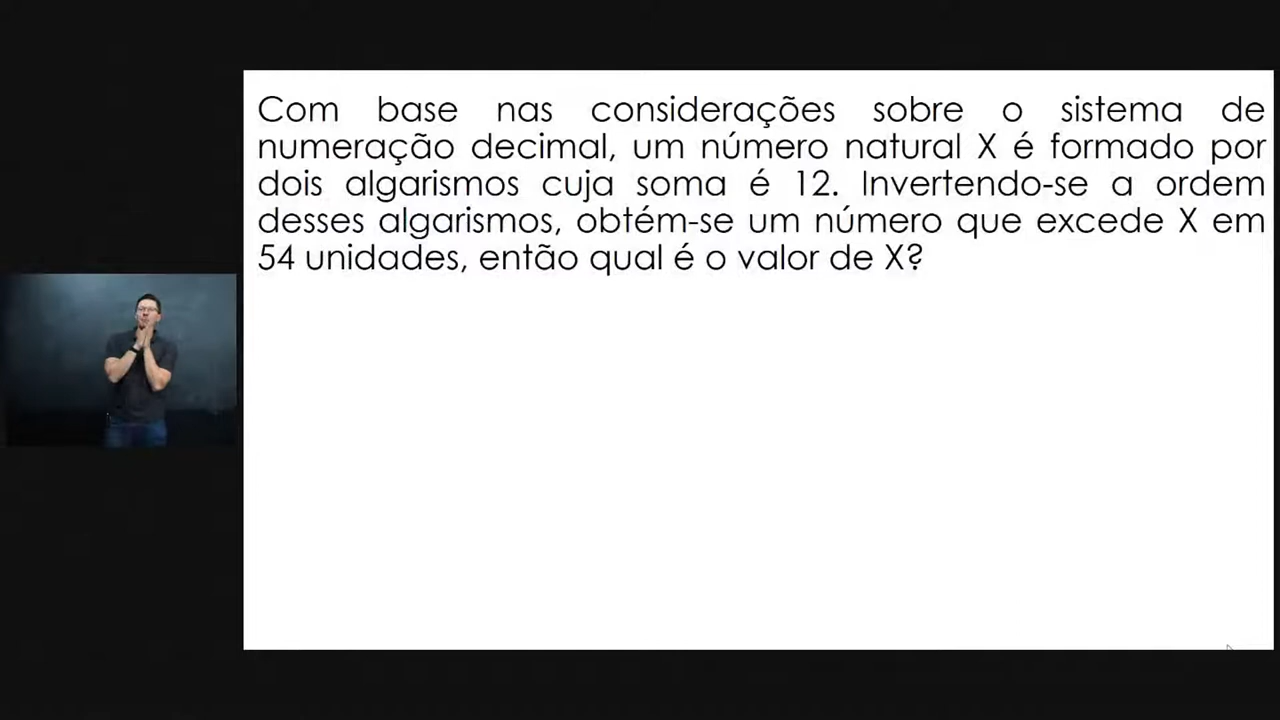 Com base nas considerações sobre o sistema de
numeração decimal, um número natural X é formado por
dois algarismos cuja soma é 12. Invertendo-se a ordem
desses algarismos, obtém-se um número que excede X em
54 unidades, então qual é o valor de X?